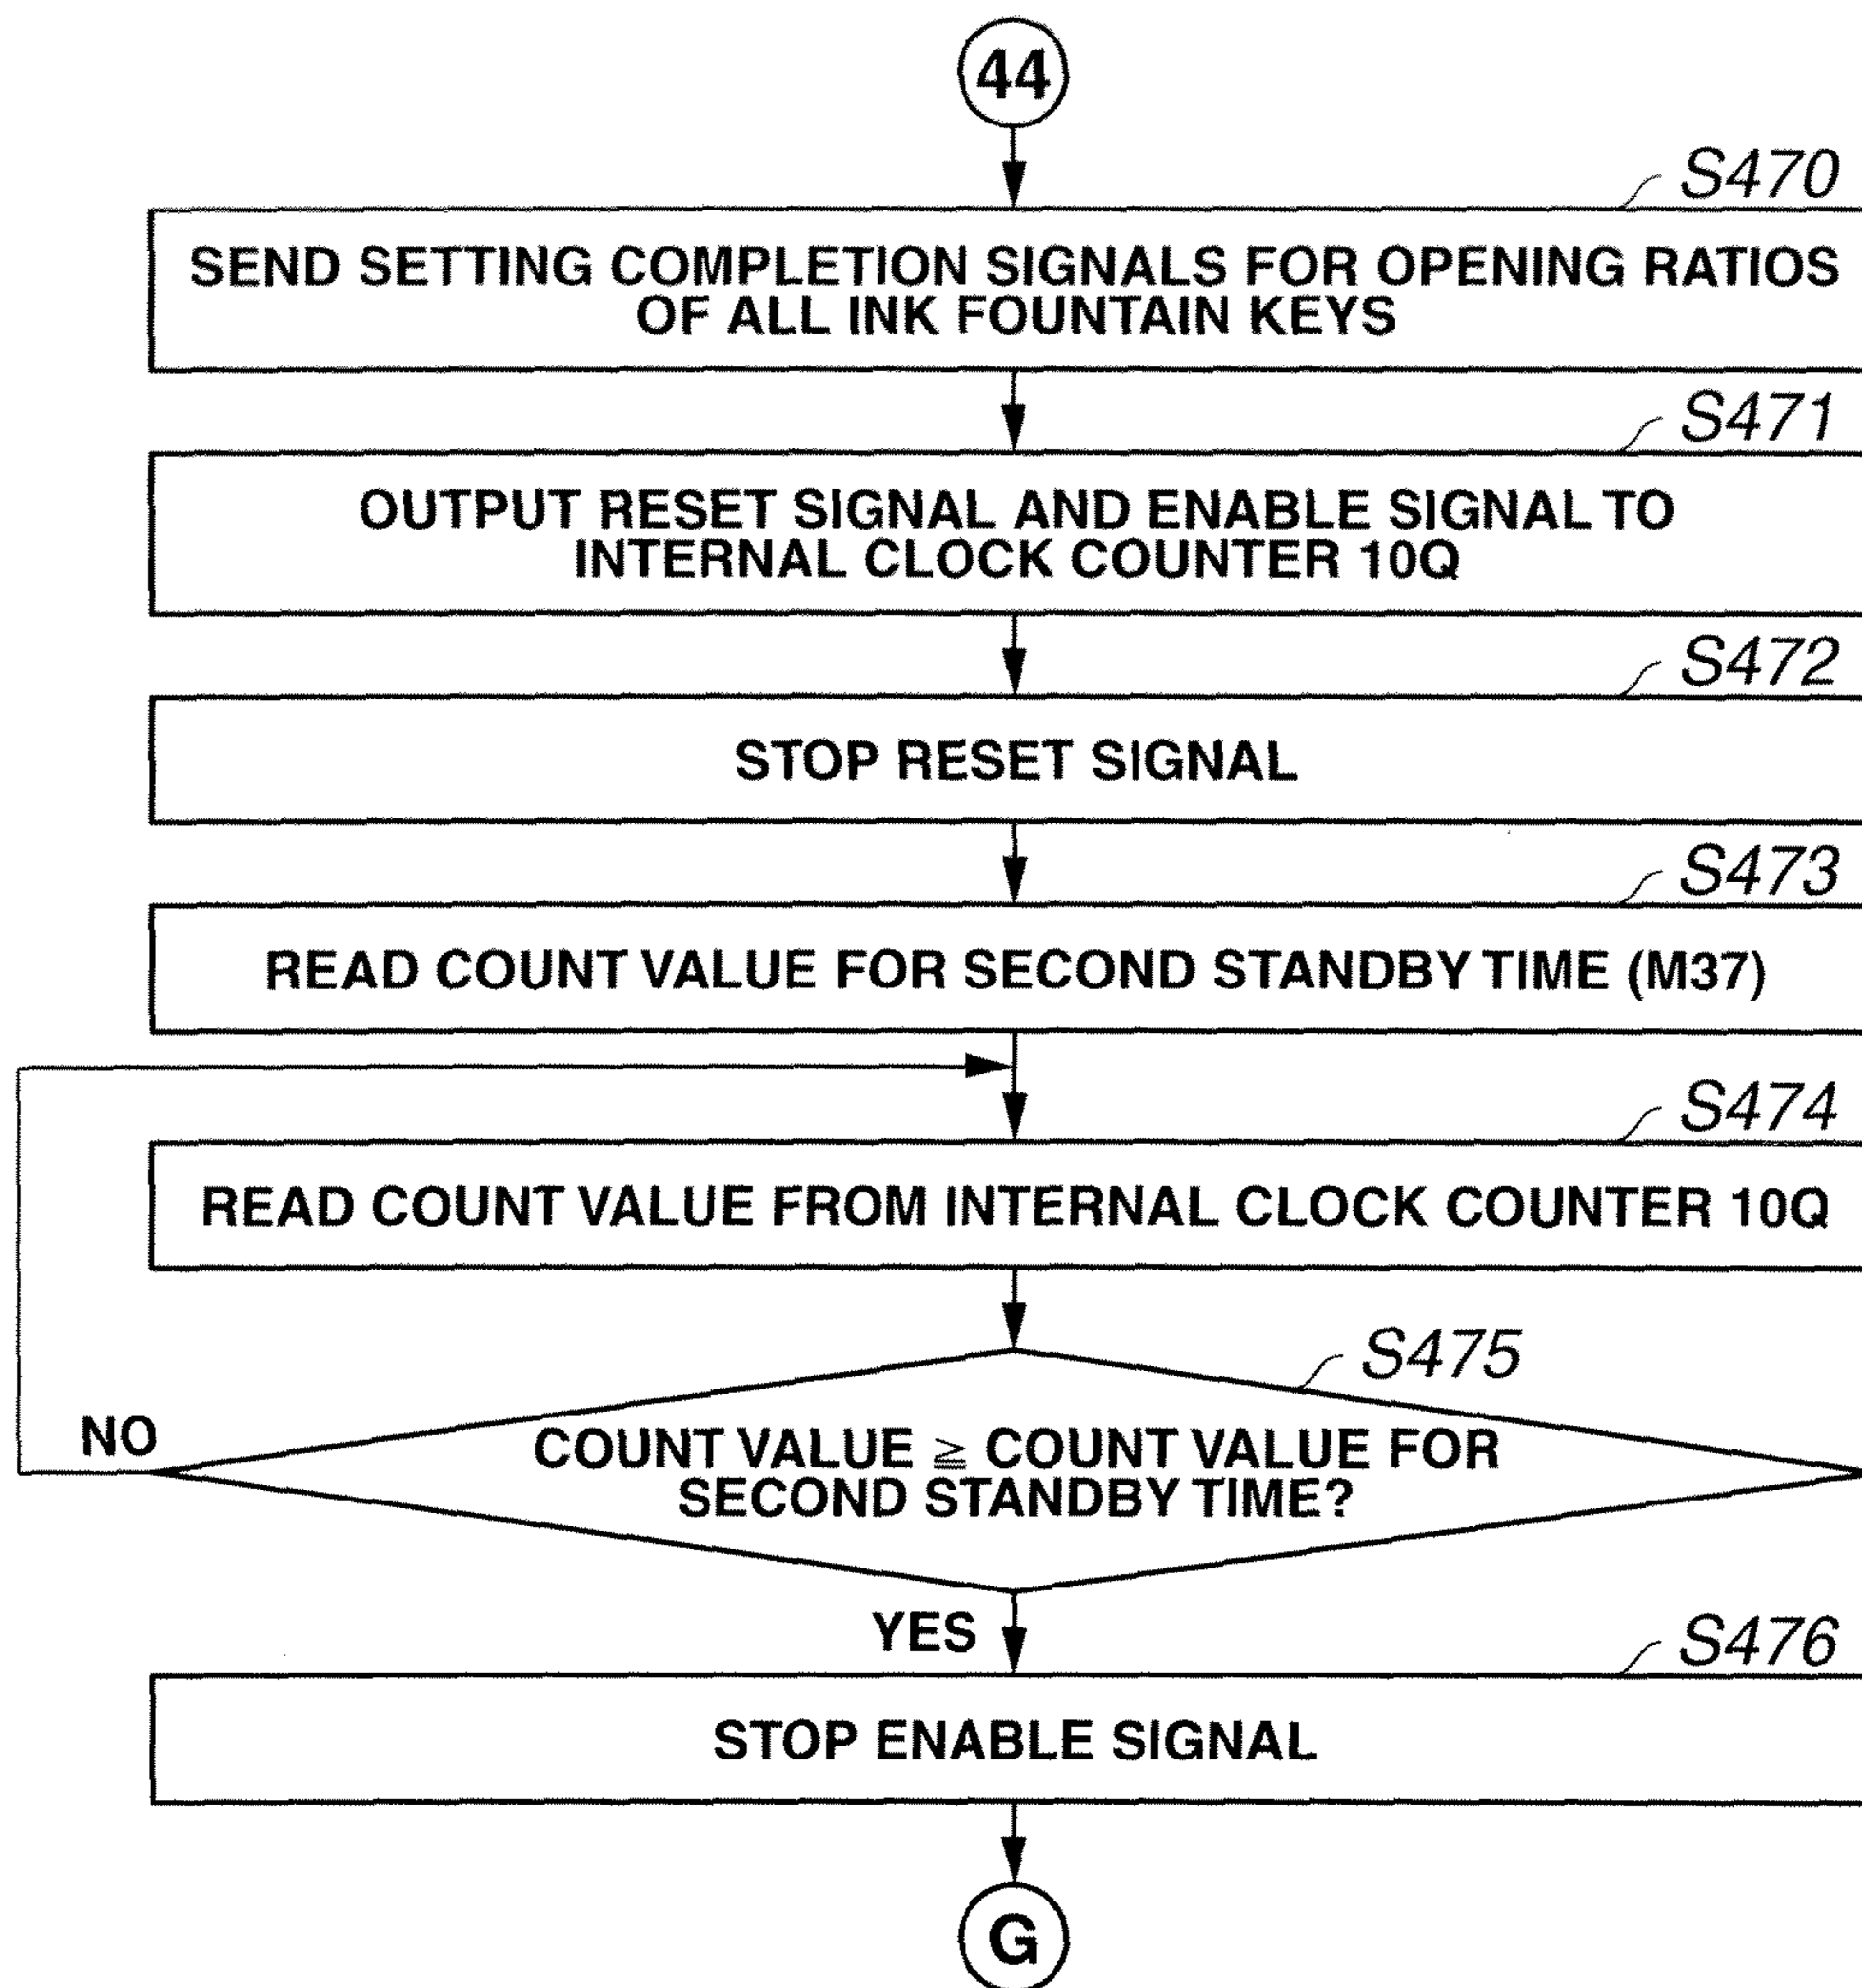 44
S470
SEND SETTING COMPLETION SIGNALS FOR OPENING RATIOS
OF ALL INK FOUNTAIN KEYS
S471
OUTPUT RESET SIGNAL AND ENABLE SIGNAL TO
INTERNAL CLOCK COUNTER 10Q
S472
STOP RESET SIGNAL
S473
READ COUNT VALUE FOR SECOND STANDBY TIME (M37)
S474
READ COUNT VALUE FROM INTERNAL CLOCK COUNTER 10Q
S475
NO
COUNT VALUE ≧ COUNT VALUE FOR
SECOND STANDBY TIME?
YES
S476
STOP ENABLE SIGNAL
G